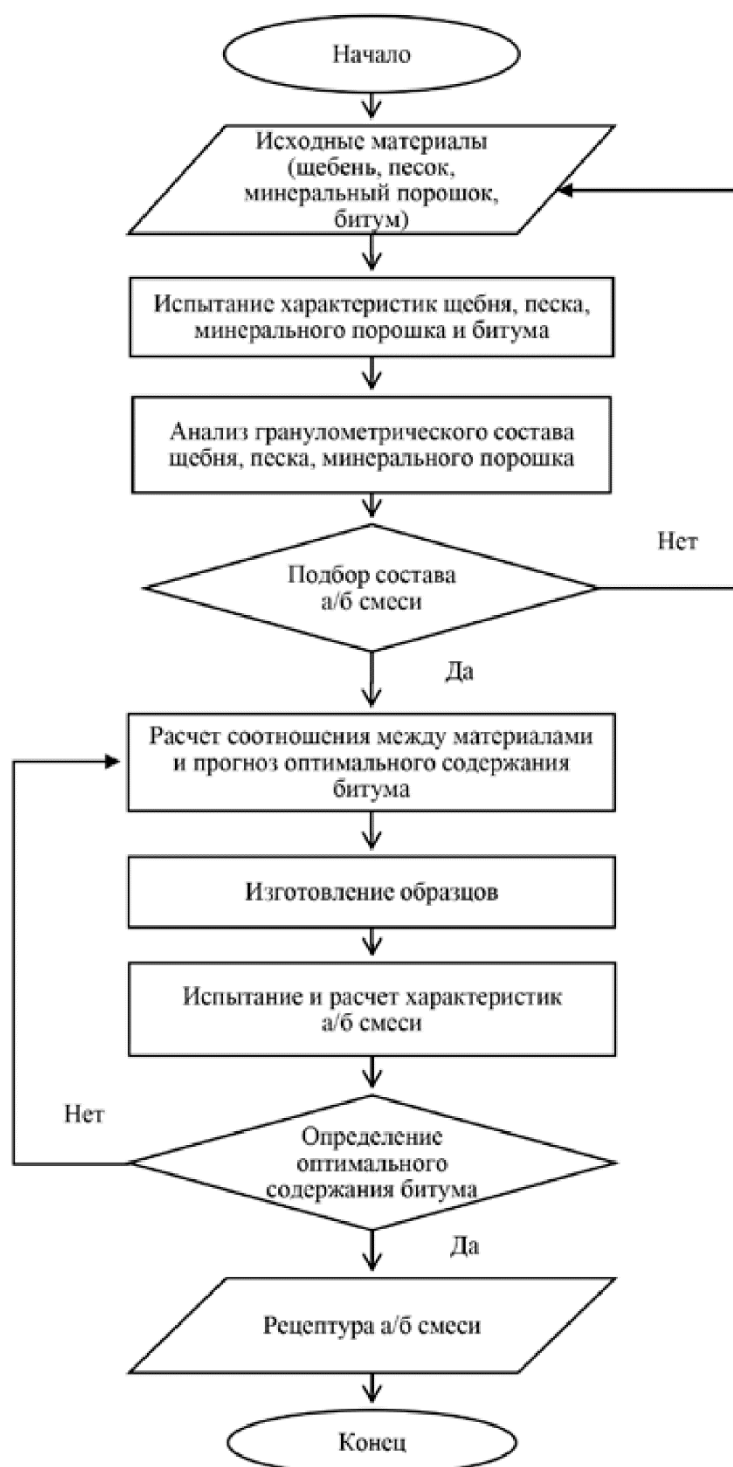 Начало
Исходные материалы
(щебень, песок,
минеральный порошок,
битум)
Испытание характеристик щебня, песка,
минерального порошка и битума
Анализ гранулометрического состава
щебня, песка, минерального порошка
Нет
Подбор состава
а/б смеси
Да
Расчет соотношения между материалами
и прогноз оптимального содержания
битума
Изготовление образцов
Испытание и расчет характеристик
а/б смеси
Нет
Определение
оптимального
содержания битума
Да
Рецептура а/б смеси
Конец